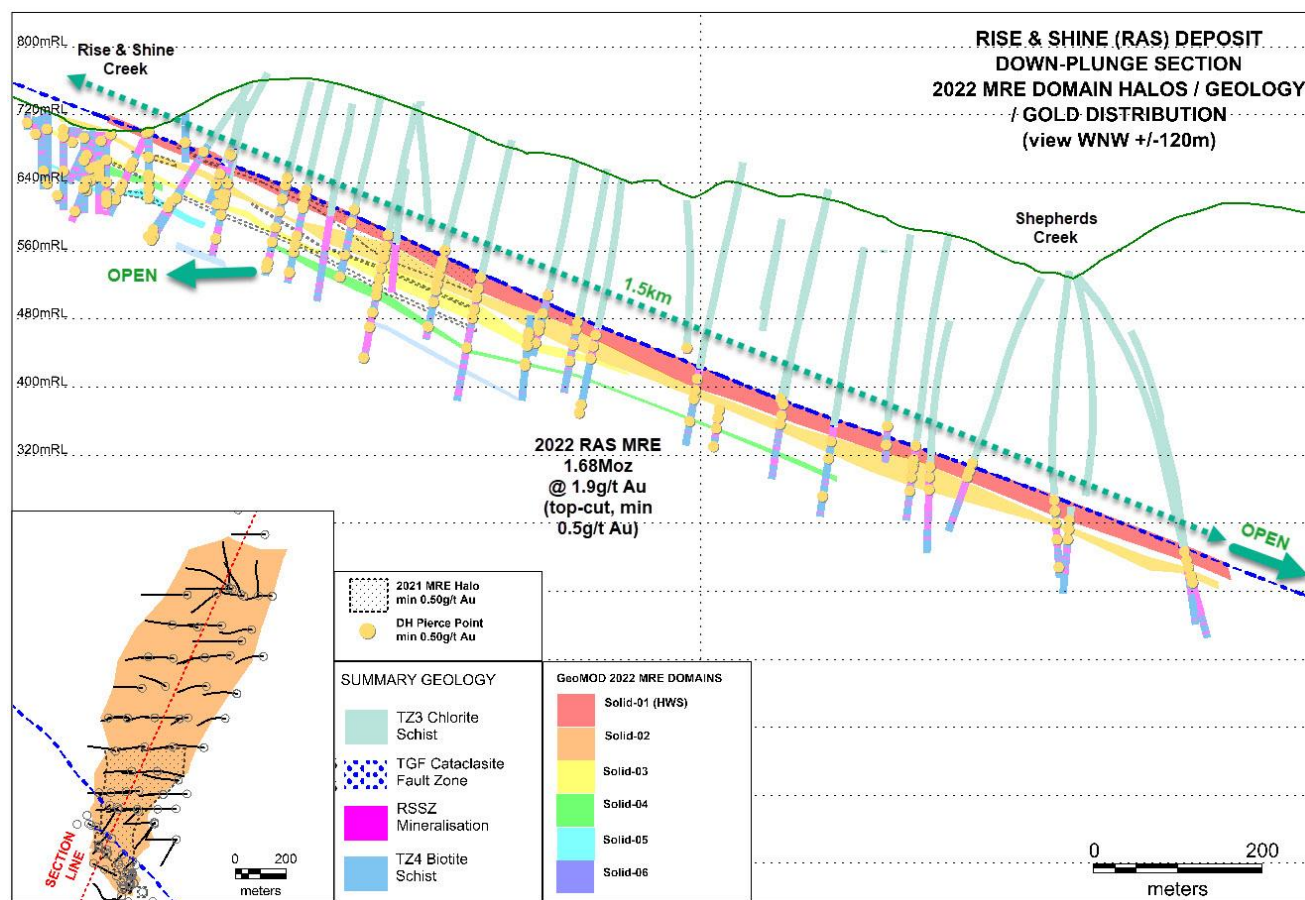 RISE & SHINE (RAS) DEPOSIT
DOWN-PLUNGE SECTION
2022 MRE DOMAIN HALOS / GEOLOGY
/ GOLD DISTRIBUTION
(view WNW +/-120m)
800mRL
Rise & Shine
Creek
720mRL
640mRL
560mRL
480mRL
400mRL
320mRL
OPEN
1.5km
Shepherds
Creek
OPEN
2022 RAS MRE
1.68Moz
@ 1.9g/t Au
(top-cut, min
0.5g/t Au)
SECTION
LINE
0 200
meters
2021 MRE Halo
min 0.50g/t Au
DH Pierce Point
min 0.50g/t Au
SUMMARY GEOLOGY
TZ3 Chlorite
Schist
TGF Cataclasite
Fault Zone
RSSZ
Mineralisation
TZ4 Biotite
Schist
GeoMOD 2022 MRE DOMAINS
Solid-01 (HWS)
Solid-02
Solid-03
Solid-04
Solid-05
Solid-06
0 200
meters